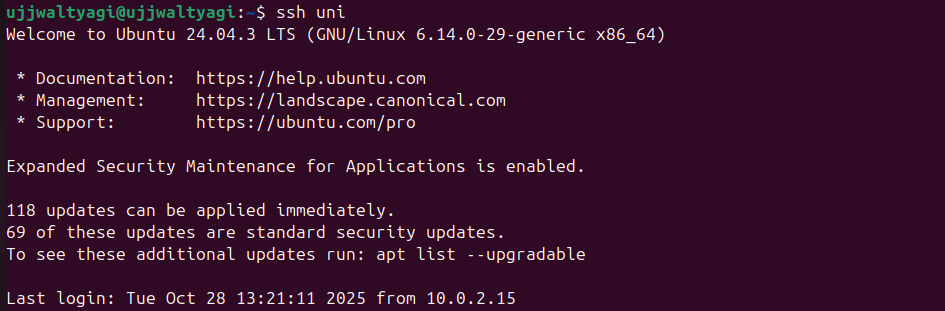 ujjwaltyagi@ujjwaltyagi:~$ ssh uni
Welcome to Ubuntu 24.04.3 LTS (GNU/Linux 6.14.0-29-generic x86_64)
* Documentation:  https://help.ubuntu.com
* Management:     https://landscape.canonical.com
* Support:        https://ubuntu.com/pro
Expanded Security Maintenance for Applications is enabled.
118 updates can be applied immediately.
69 of these updates are standard security updates.
To see these additional updates run: apt list --upgradable
Last login: Tue Oct 28 13:21:11 2025 from 10.0.2.15